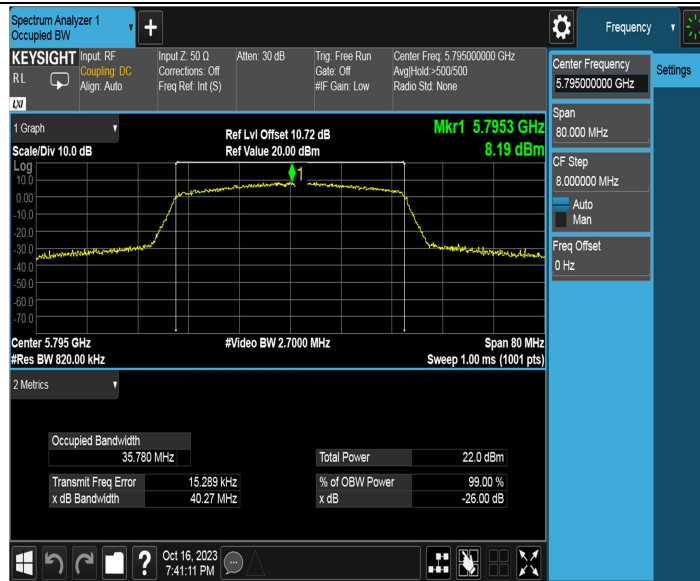 Spectrum Analyzer 1
Occupied BW
+
Frequency
KEYSIGHT
RL
LXI
Input: RF
Coupling: DC
Align: Auto
Input Z: 50 Ω
Corrections: Off
Freq Ref: Int (S)
Atten: 30 dB
Trig: Free Run
Gate: Off
#IF Gain: Low
Center Freq: 5.795000000 GHz
Avg|Hold:>500/500
Radio Std: None
Center Frequency
5.795000000 GHz
Settings
Span
80.000 MHz
CF Step
8.000000 MHz
Auto
Man
Freq Offset
0 Hz
1 Graph
Scale/Div 10.0 dB
Ref Lvl Offset 10.72 dB
Ref Value 20.00 dBm
Mkr1 5.7953 GHz
8.19 dBm
Log
10.0
0.00
-10.0
-20.0
-30.0
-40.0
-50.0
-60.0
-70.0
1
Center 5.795 GHz
#Res BW 820.00 kHz
#Video BW 2.7000 MHz
Span 80 MHz
Sweep 1.00 ms (1001 pts)
2 Metrics
Occupied Bandwidth
35.780 MHz
Total Power 22.0 dBm
Transmit Freq Error 15.289 kHz
% of OBW Power 99.00 %
x dB Bandwidth 40.27 MHz
x dB -26.00 dB
?
Oct 16, 2023
7:41:11 PM